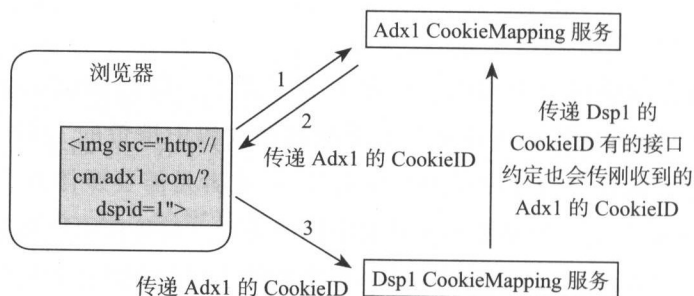 Adx1 CookieMapping 服务
浏览器
1
2
<img src="http://
cm.adx1 .com/?
dspid=1">
传递 Adx1 的 CookieID
传递 Dsp1 的
CookieID 有的接口
约定也会传刚收到的
Adx1 的 CookieID
3
传递 Adx1 的 CookieID
Dsp1 CookieMapping 服务